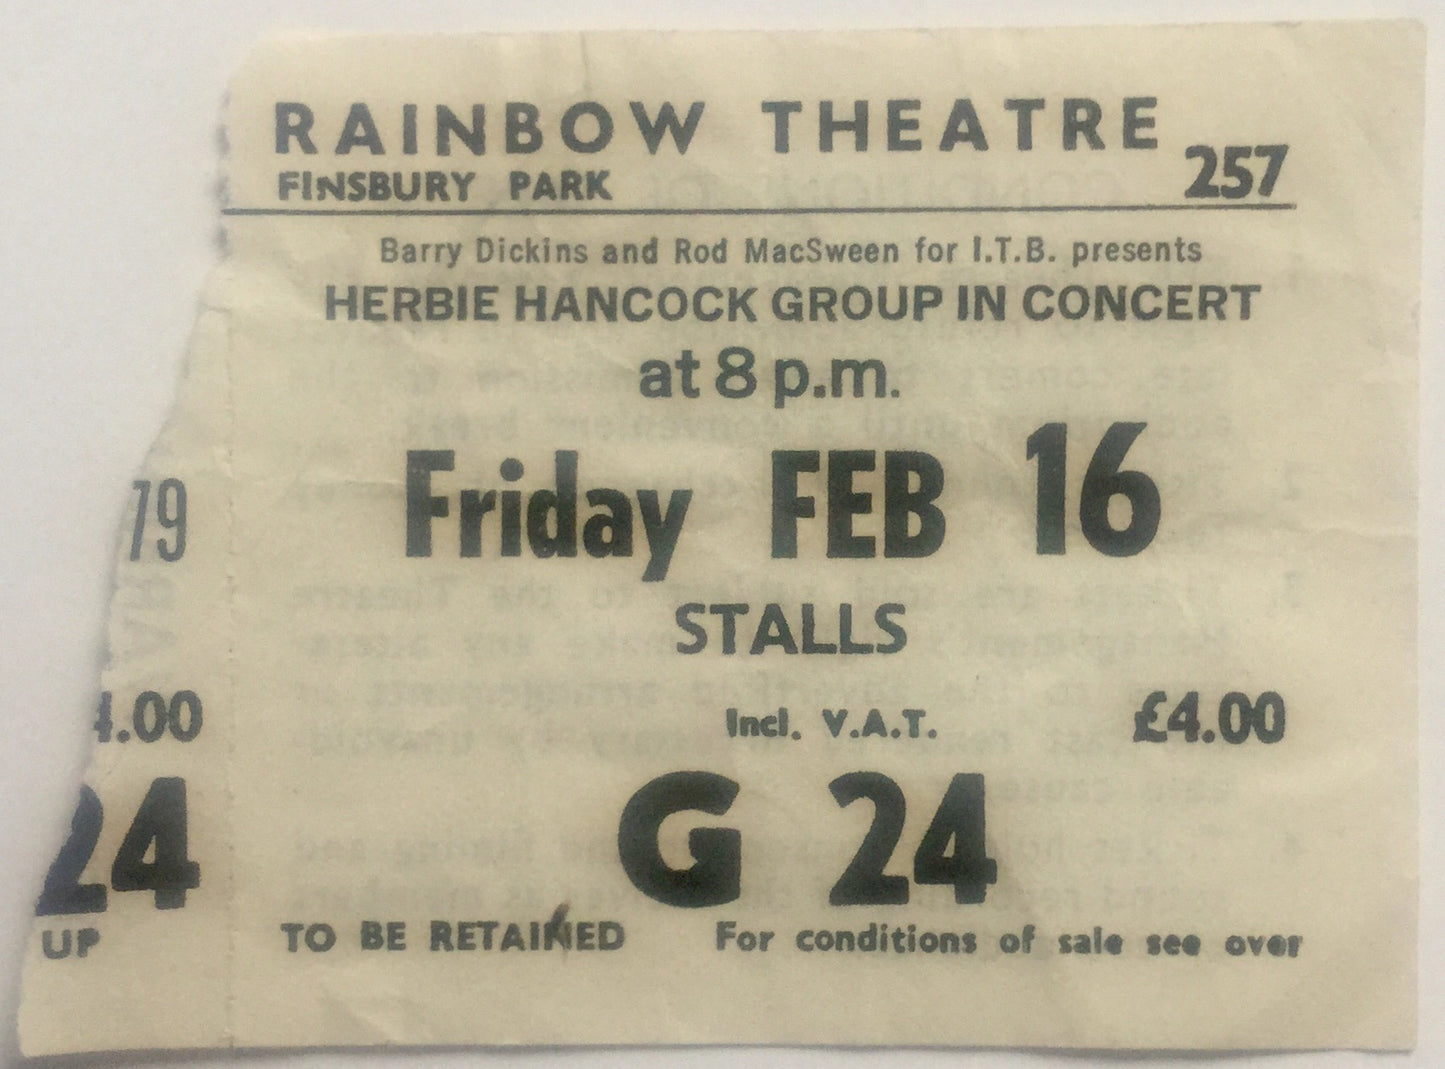 RAINBOW THEATRE
FINSBURY PARK 257
Barry Dickins and Rod MacSween for I.T.B. presents
HERBIE HANCOCK GROUP IN CONCERT
at 8 p.m.
Friday FEB 16
STALLS
Incl. V.A.T. £4.00
G 24
TO BE RETAINED For conditions of sale see over
79
4.00
24
UP